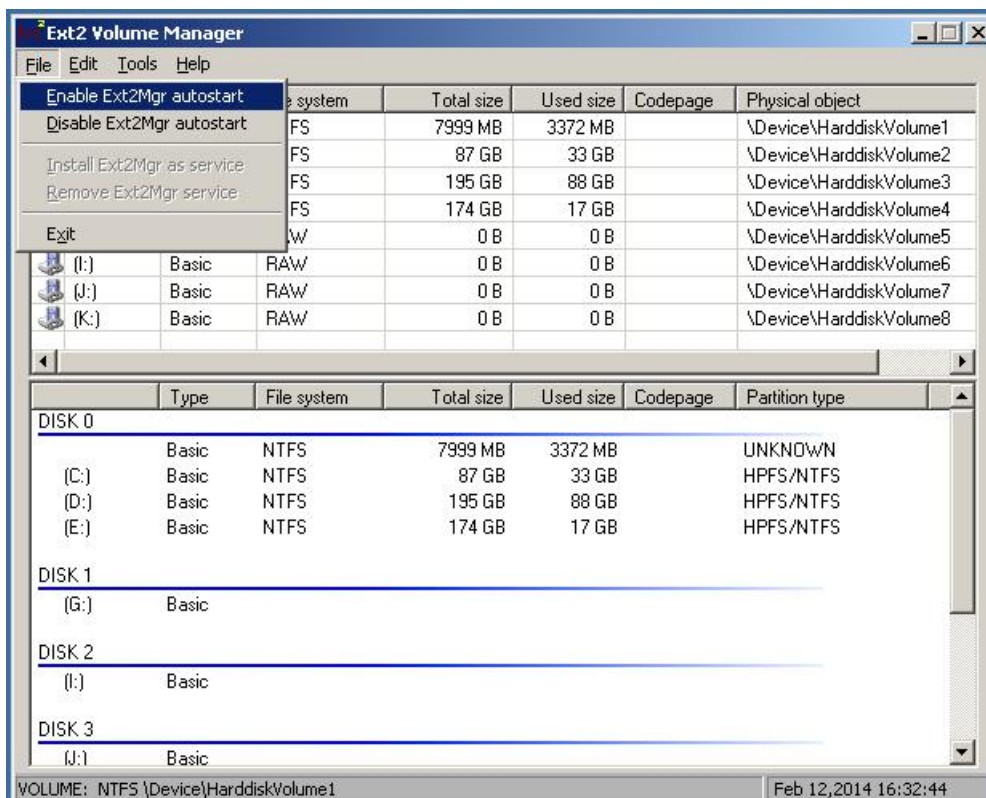 Ext2 Volume Manager
File Edit Tools Help
Enable Ext2Mgr autostart
Disable Ext2Mgr autostart
Install Ext2Mgr as service
Remove Ext2Mgr service
Exit
e system Total size Used size Codepage Physical object
FS 7999 MB 3372 MB \Device\HarddiskVolume1
FS 87 GB 33 GB \Device\HarddiskVolume2
FS 195 GB 88 GB \Device\HarddiskVolume3
FS 174 GB 17 GB \Device\HarddiskVolume4
W 0 B 0 B \Device\HarddiskVolume5
(I:) Basic RAW 0 B 0 B \Device\HarddiskVolume6
(J:) Basic RAW 0 B 0 B \Device\HarddiskVolume7
(K:) Basic RAW 0 B 0 B \Device\HarddiskVolume8
Type File system Total size Used size Codepage Partition type
DISK 0
Basic NTFS 7999 MB 3372 MB UNKNOWN
(C:) Basic NTFS 87 GB 33 GB HPFS/NTFS
(D:) Basic NTFS 195 GB 88 GB HPFS/NTFS
(E:) Basic NTFS 174 GB 17 GB HPFS/NTFS
DISK 1
(G:) Basic
DISK 2
(I:) Basic
DISK 3
(J:) Basic
VOLUME: NTFS \Device\HarddiskVolume1 Feb 12,2014 16:32:44